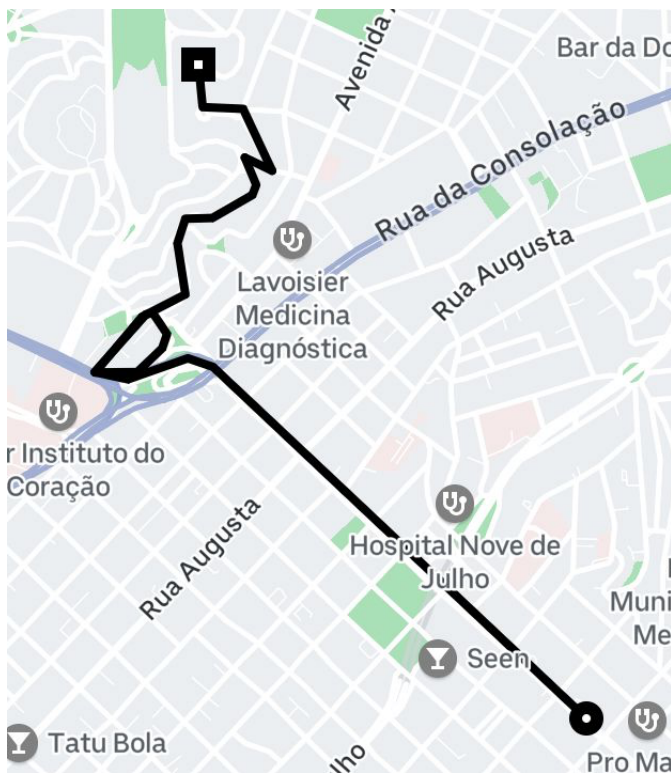 Avenida
Bar da Do
Rua da Consolação
Lavoisier
Medicina
Diagnóstica
Rua Augusta
r Instituto do
Coração
Rua Augusta
Hospital Nove de
Julho
Muni
Me
Seen
Tatu Bola
lho
Pro Ma